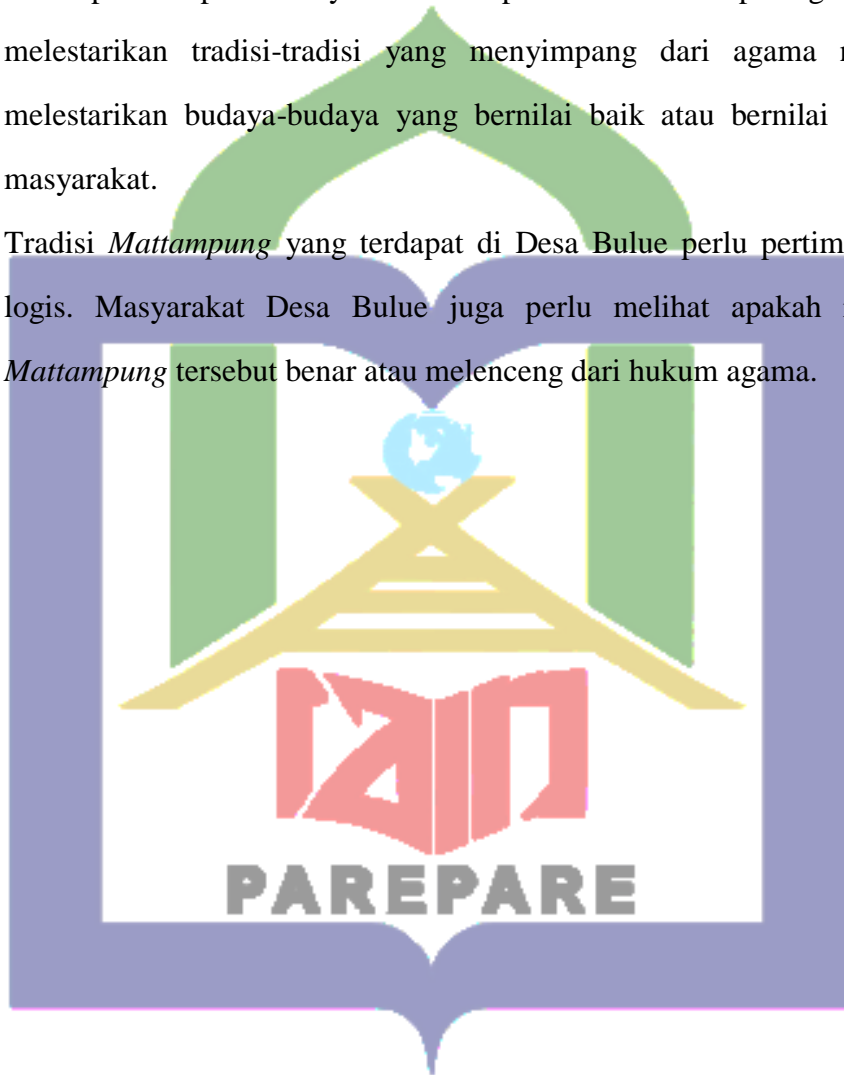 melestarikan tradisi-tradisi yang menyimpang dari agama
melestarikan budaya-budaya yang bernilai baik atau bernilai
masyarakat.
Tradisi Mattampung yang terdapat di Desa Bulue perlu
logis. Masyarakat Desa Bulue juga perlu melihat apakah
Mattampung tersebut benar atau melenceng dari hukum agama.
iain
PAREPARE